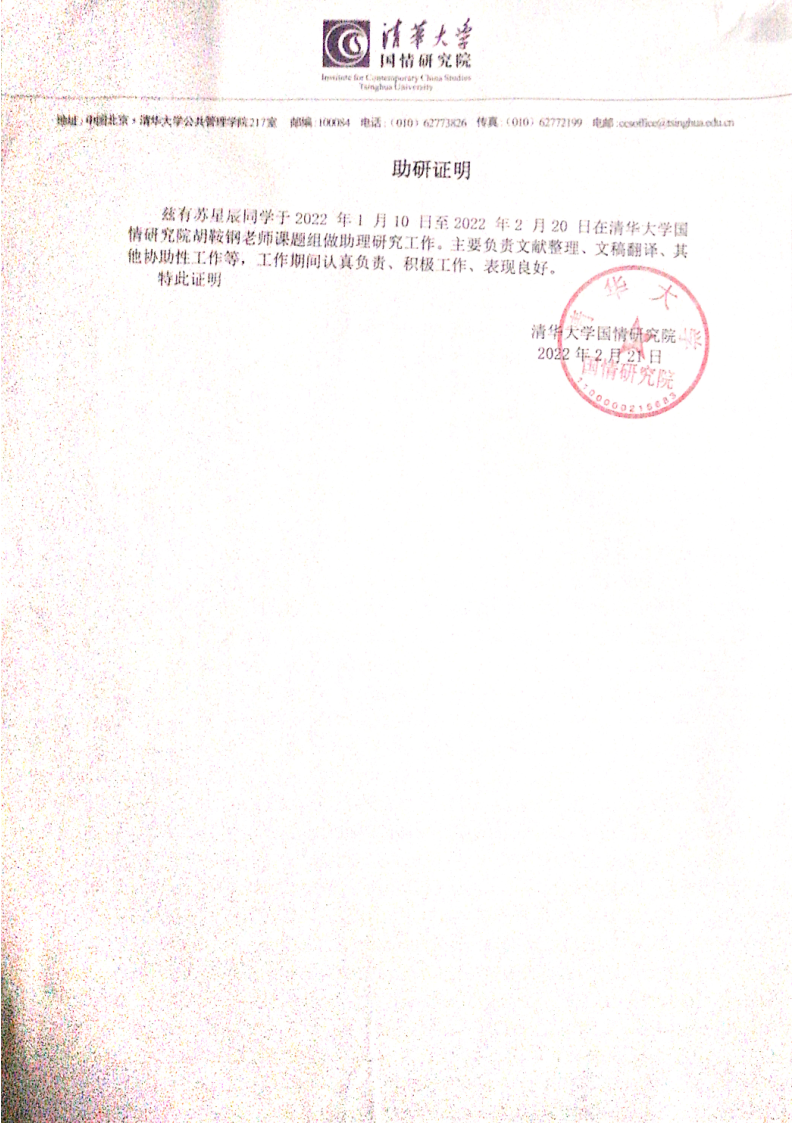 清华大学
国情研究院
Institute for Contemporary China Studies
Tsinghua University
地址：中国北京，清华大学公共管理学院217室 邮编：100084 电话：（010）62773826 传真：（010）62772199 电邮：ccsoffice@tsinghua.edu.cn
助研证明
兹有苏星辰同学于 2022 年 1 月 10 日至 2022 年 2 月 20 日在清华大学国
情研究院胡鞍钢老师课题组做助理研究工作。主要负责文献整理、文稿翻译、其
他协助性工作等，工作期间认真负责、积极工作、表现良好。
特此证明
清华大学国情研究院
2022 年 2 月 21 日
清华大学
国情研究院